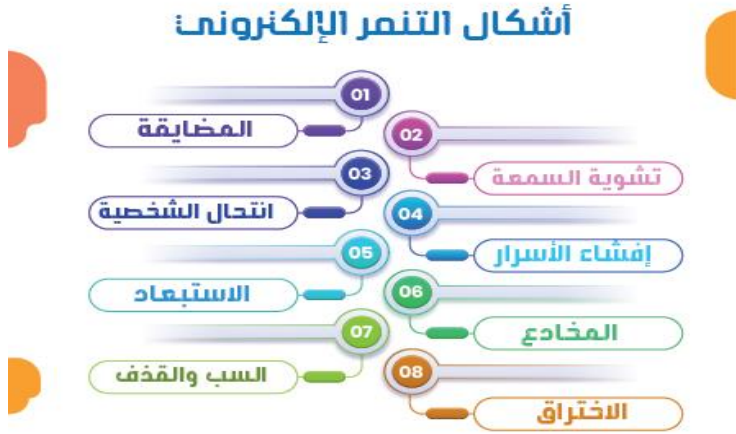 أشكال التنمر الإلكتروني
01
المضايقة
02
تشوية السمعة
03
انتحال الشخصية
04
إفشاء الأسرار
05
الاستبعاد
06
المخادع
07
السب والقذف
08
الاختراق